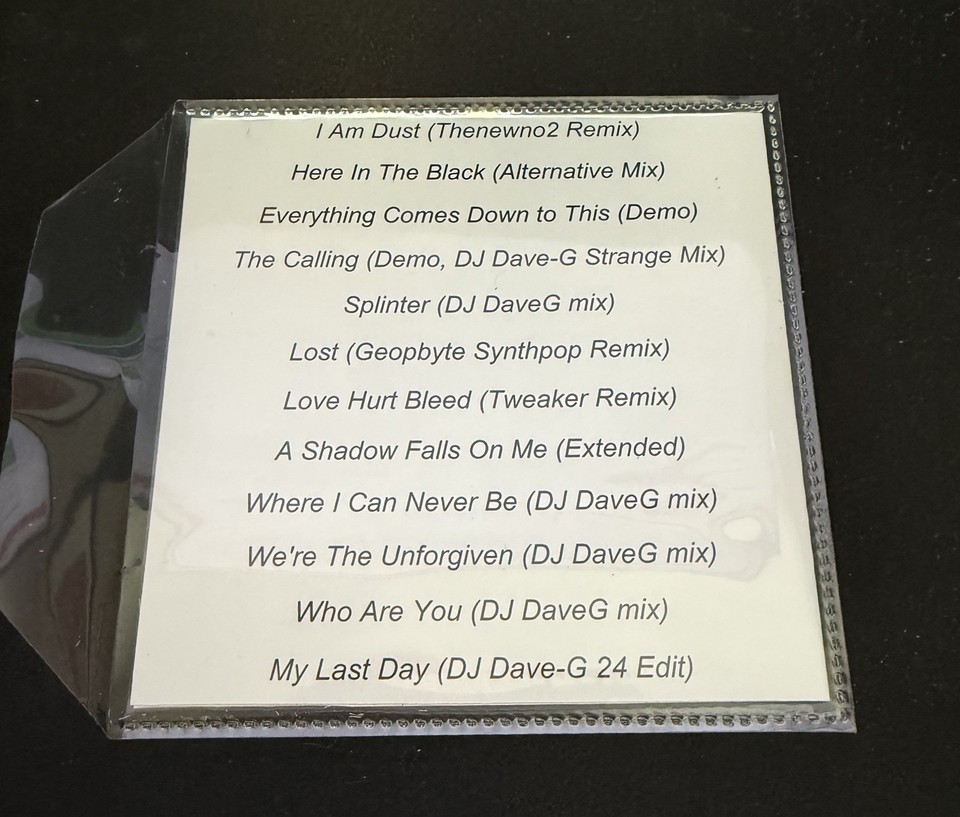 I Am Dust (Thenewno2 Remix)
Here In The Black (Alternative Mix)
Everything Comes Down to This (Demo)
The Calling (Demo, DJ Dave-G Strange Mix)
Splinter (DJ DaveG mix)
Lost (Geopbyte Synthpop Remix)
Love Hurt Bleed (Tweaker Remix)
A Shadow Falls On Me (Extended)
Where I Can Never Be (DJ DaveG mix)
We're The Unforgiven (DJ DaveG mix)
Who Are You (DJ DaveG mix)
My Last Day (DJ Dave-G 24 Edit)